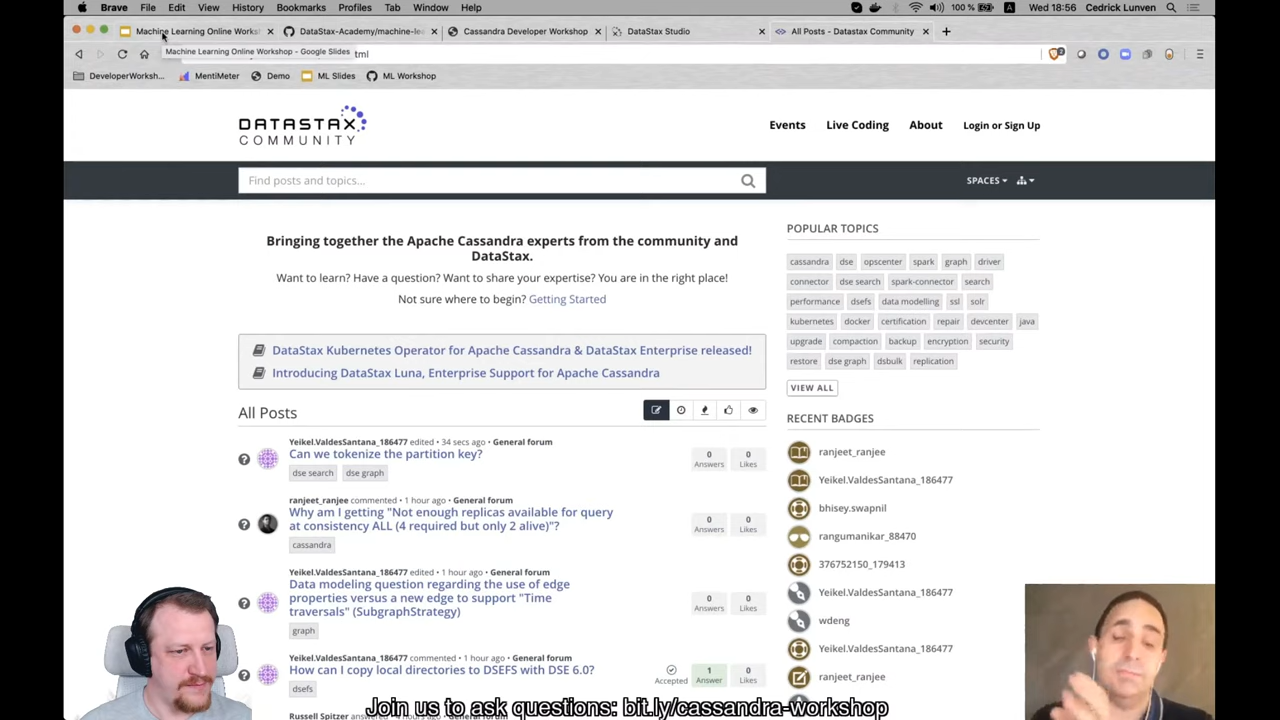 Brave File Edit View History Bookmarks Profiles Tab Window Help 100 % Wed 18:56 Cedrick Lunven
Machine Learning Online Works DataStax-Academy/machine-le Cassandra Developer Workshop DataStax Studio All Posts - Datastax Community
Machine Learning Online Workshop - Google Slides
DeveloperWorksh... MentiMeter Demo ML Slides ML Workshop
DATASTAX
COMMUNITY
Events Live Coding About Login or Sign Up
Find posts and topics...
SPACES
Bringing together the Apache Cassandra experts from the community and
DataStax.
Want to learn? Have a question? Want to share your expertise? You are in the right place!
Not sure where to begin? Getting Started
DataStax Kubernetes Operator for Apache Cassandra & DataStax Enterprise released!
Introducing DataStax Luna, Enterprise Support for Apache Cassandra
All Posts
Yeikel.ValdesSantana_186477 edited • 34 secs ago • General forum
Can we tokenize the partition key?
dse search dse graph
0 0
Answers Likes
ranjeet_ranjee commented • 1 hour ago • General forum
Why am I getting "Not enough replicas available for query
at consistency ALL (4 required but only 2 alive)"?
cassandra
0 0
Answers Likes
Yeikel.ValdesSantana_186477 edited • 1 hour ago • General forum
Data modeling question regarding the use of edge
properties versus a new edge to support "Time
traversals" (SubgraphStrategy)
graph
0 0
Answers Likes
Yeikel.ValdesSantana_186477 commented • 1 hour ago • General forum
How can I copy local directories to DSEFS with DSE 6.0?
dsefs
1 0
Accepted Answer Likes
Russell Spitzer
POPULAR TOPICS
cassandra dse opscenter spark graph driver
connector dse search spark-connector search
performance dsefs data modelling ssl solr
kubernetes docker certification repair devcenter java
upgrade compaction backup encryption security
restore dse graph dsbulk replication
VIEW ALL
RECENT BADGES
ranjeet_ranjee
Yeikel.ValdesSantana_186477
bhisey.swapnil
rangumanikar_88470
376752150_179413
Yeikel.ValdesSantana_186477
wdeng
Yeikel.ValdesSantana_186477
ranjeet_ranjee
Join us to ask questions: bit.ly/cassandra-workshop